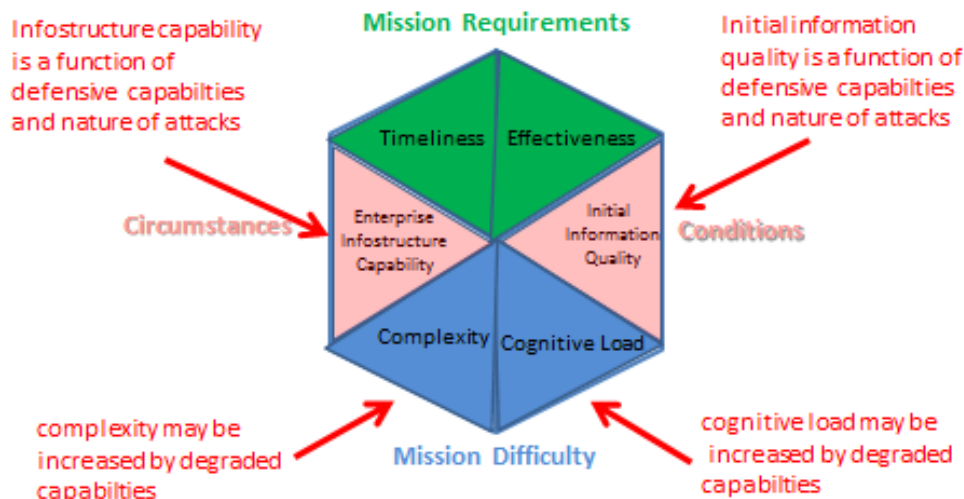 Infostructure capability
is a function of
defensive capabilties
and nature of attacks
Mission Requirements
Initial information
quality is a function of
defensive capabilties
and nature of attacks
Timeliness
Effectiveness
Circumstances
Enterprise
Infostructure
Capability
Initial
Information
Quality
Conditions
Complexity
Cognitive Load
complexity may be
increased by degraded
capabilties
Mission Difficulty
cognitive load may be
increased by degraded
capabilties